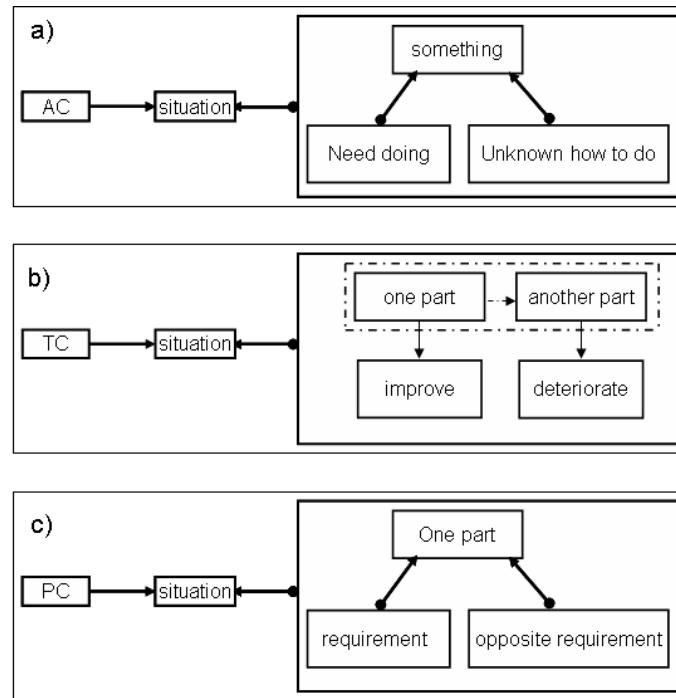 a)
something
AC
situation
Need doing
Unknown how to do
b)
one part
another part
TC
situation
improve
deteriorate
c)
One part
PC
situation
requirement
opposite requirement